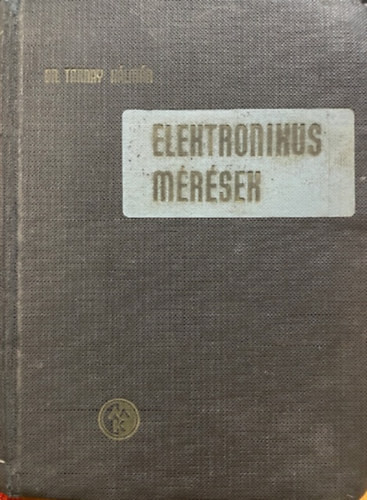 DR. TARNAY KÁLMÁN
ELEKTRONIKUS
MÉRÉSEK